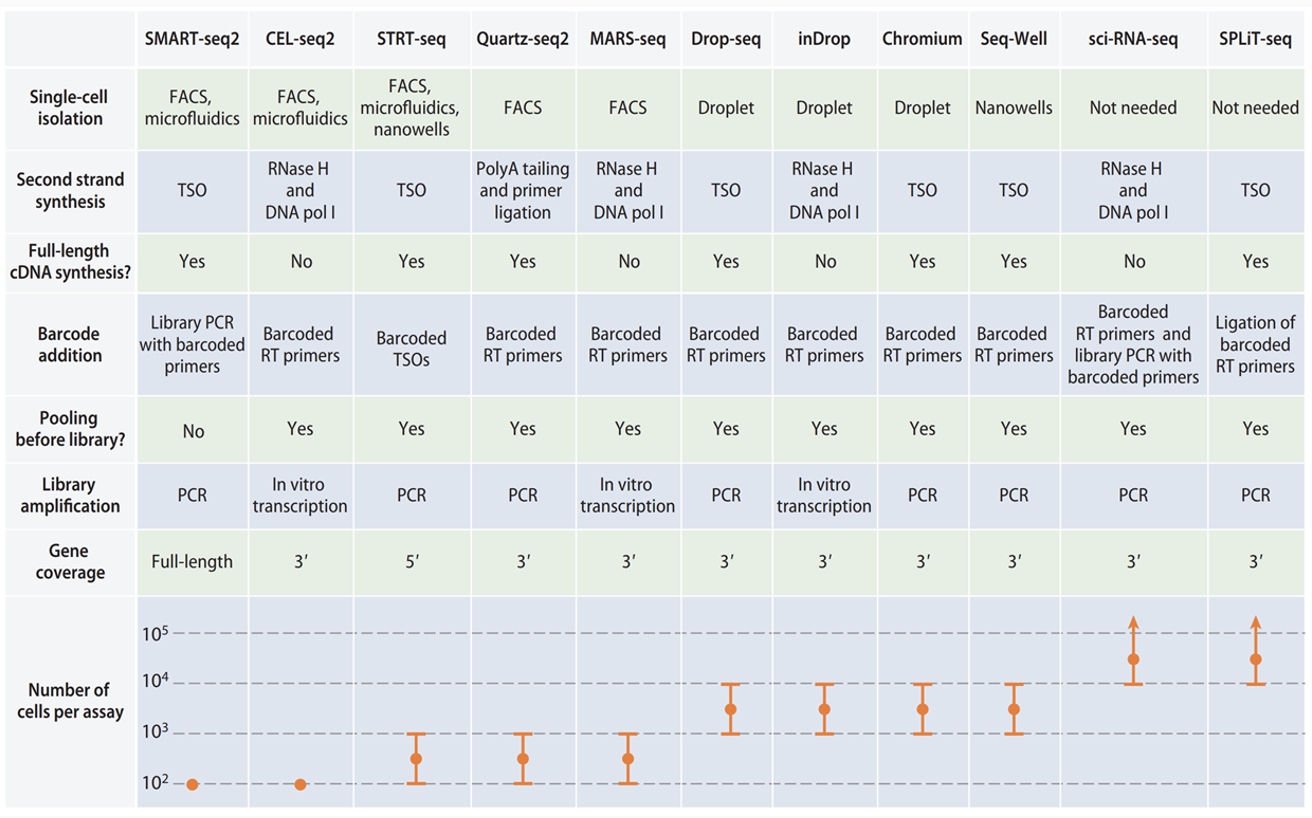 SMART-seq2 CEL-seq2 STRT-seq Quartz-seq2 MARS-seq Drop-seq inDrop Chromium Seq-Well sci-RNA-seq SPLiT-seq
Single-cell
isolation
FACS,
microfluidics
FACS,
microfluidics
FACS,
microfluidics,
nanowells
FACS
FACS
Droplet
Droplet
Droplet
Nanowells
Not needed
Not needed
Second strand
synthesis
TSO
RNase H
and
DNA pol I
TSO
PolyA tailing
and primer
ligation
RNase H
and
DNA pol I
TSO
RNase H
and
DNA pol I
TSO
TSO
RNase H
and
DNA pol I
TSO
Full-length
cDNA synthesis?
Yes
No
Yes
Yes
No
Yes
No
Yes
Yes
No
Yes
Barcode
addition
Library PCR
with barcoded
primers
Barcoded
RT primers
Barcoded
TSOs
Barcoded
RT primers
Barcoded
RT primers
Barcoded
RT primers
Barcoded
RT primers
Barcoded
RT primers
Barcoded
RT primers
Barcoded
RT primers and
library PCR with
barcoded primers
Ligation of
barcoded
RT primers
Pooling
before library?
No
Yes
Yes
Yes
Yes
Yes
Yes
Yes
Yes
Yes
Yes
Library
amplification
PCR
In vitro
transcription
PCR
PCR
In vitro
transcription
PCR
In vitro
transcription
PCR
PCR
PCR
PCR
Gene
coverage
Full-length
3′
5′
3′
3′
3′
3′
3′
3′
3′
3′
Number of
cells per assay
10⁵
10⁴
10³
10²